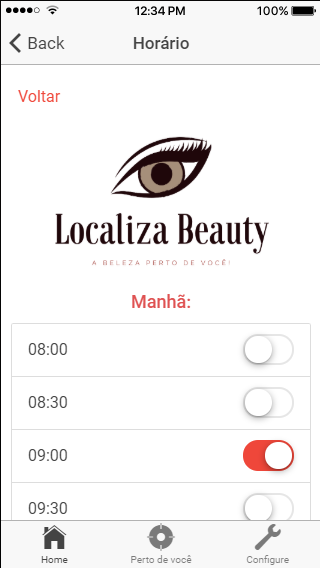 12:34 PM
100%
Back
Horário
Voltar
Localiza Beauty
A BELEZA PERTO DE VOCÊ!
Manhã:
08:00
08:30
09:00
09:30
Home
Perto de você
Configure